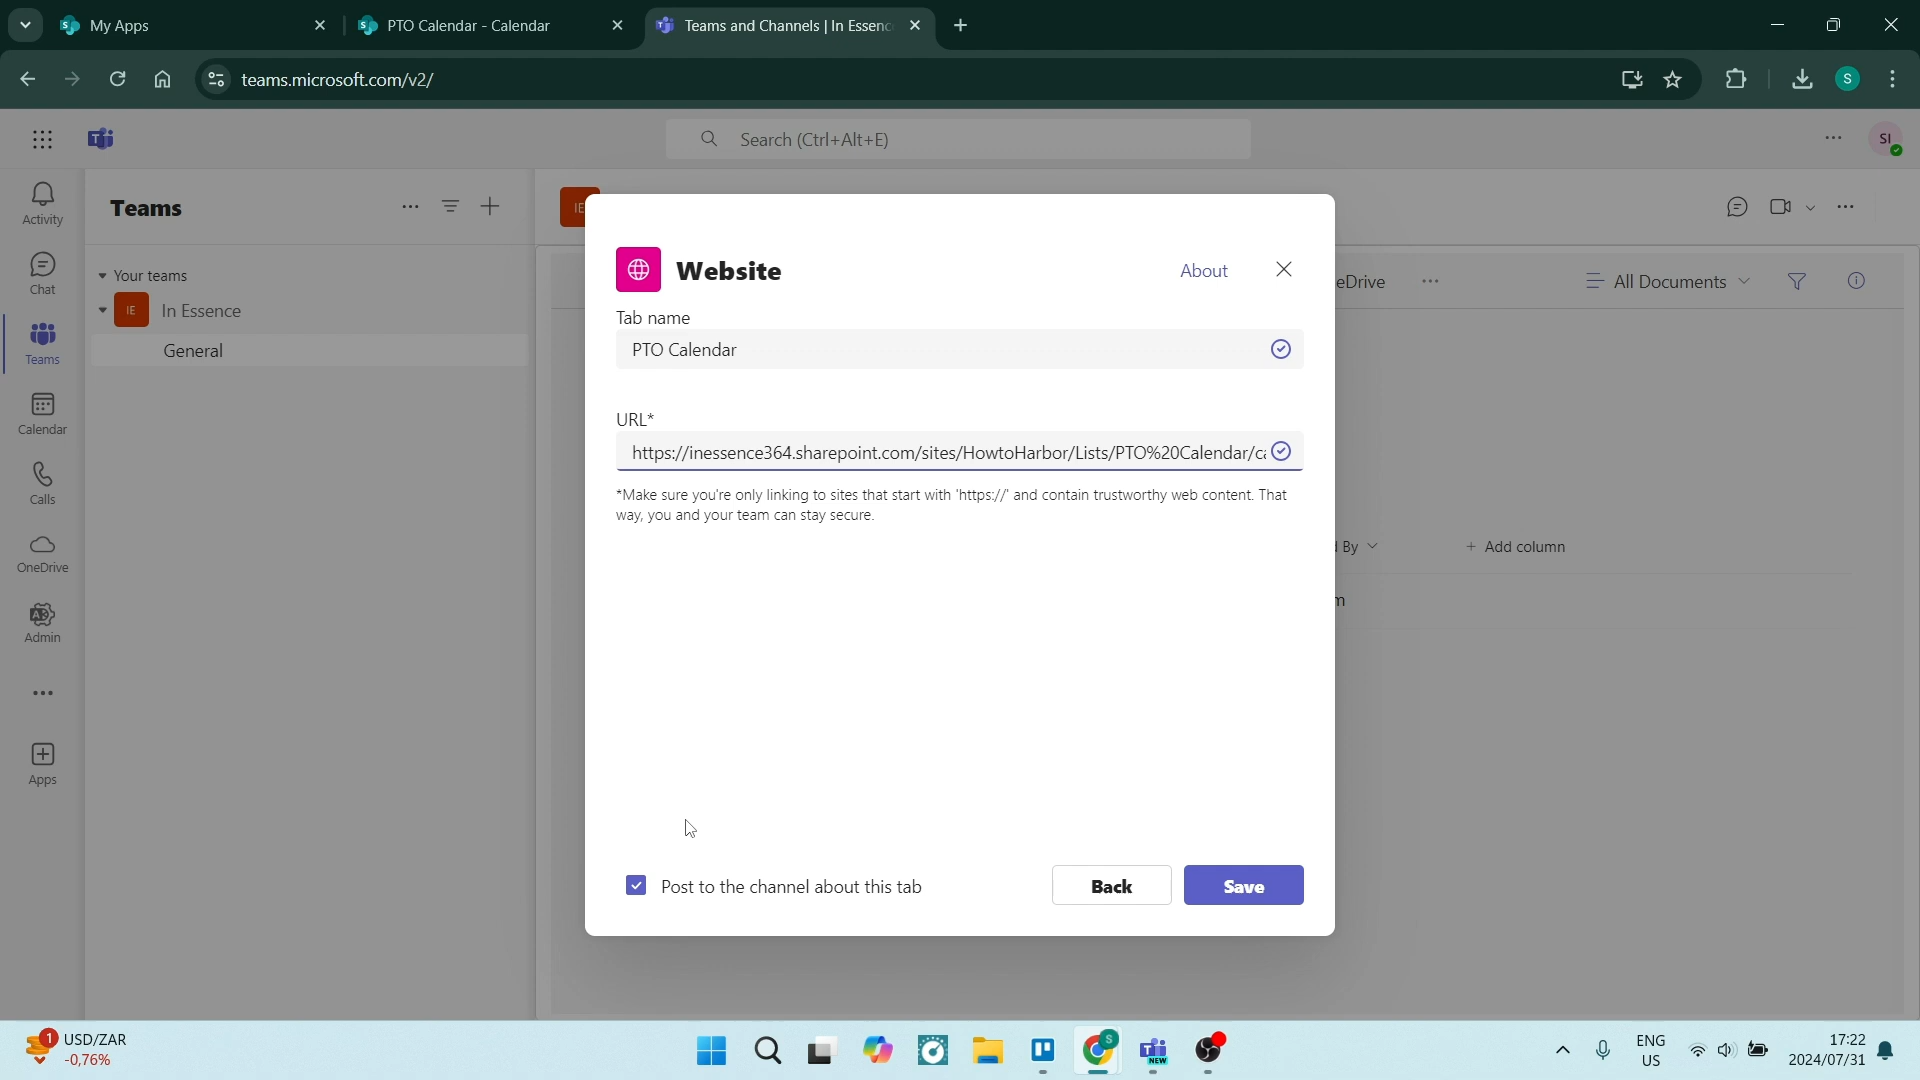 My Apps
PTO Calendar - Calendar
Teams and Channels | In Essenc
teams.microsoft.com/v2/
S
Search (Ctrl+Alt+E)
SI
Activity
Chat
Teams
Calendar
Calls
OneDrive
Admin
Apps
Teams
Your teams
IE In Essence
General
IE
eDrive
All Documents
d By
+ Add column
m
Website
About
Tab name
PTO Calendar
URL*
https://inessence364.sharepoint.com/sites/HowtoHarbor/Lists/PTO%20Calendar/ca
*Make sure you're only linking to sites that start with 'https://' and contain trustworthy web content. That
way, you and your team can stay secure.
Post to the channel about this tab
Back
Save
1
USD/ZAR
-0,76%
S
NEW
ENG
US
17:22
2024/07/31